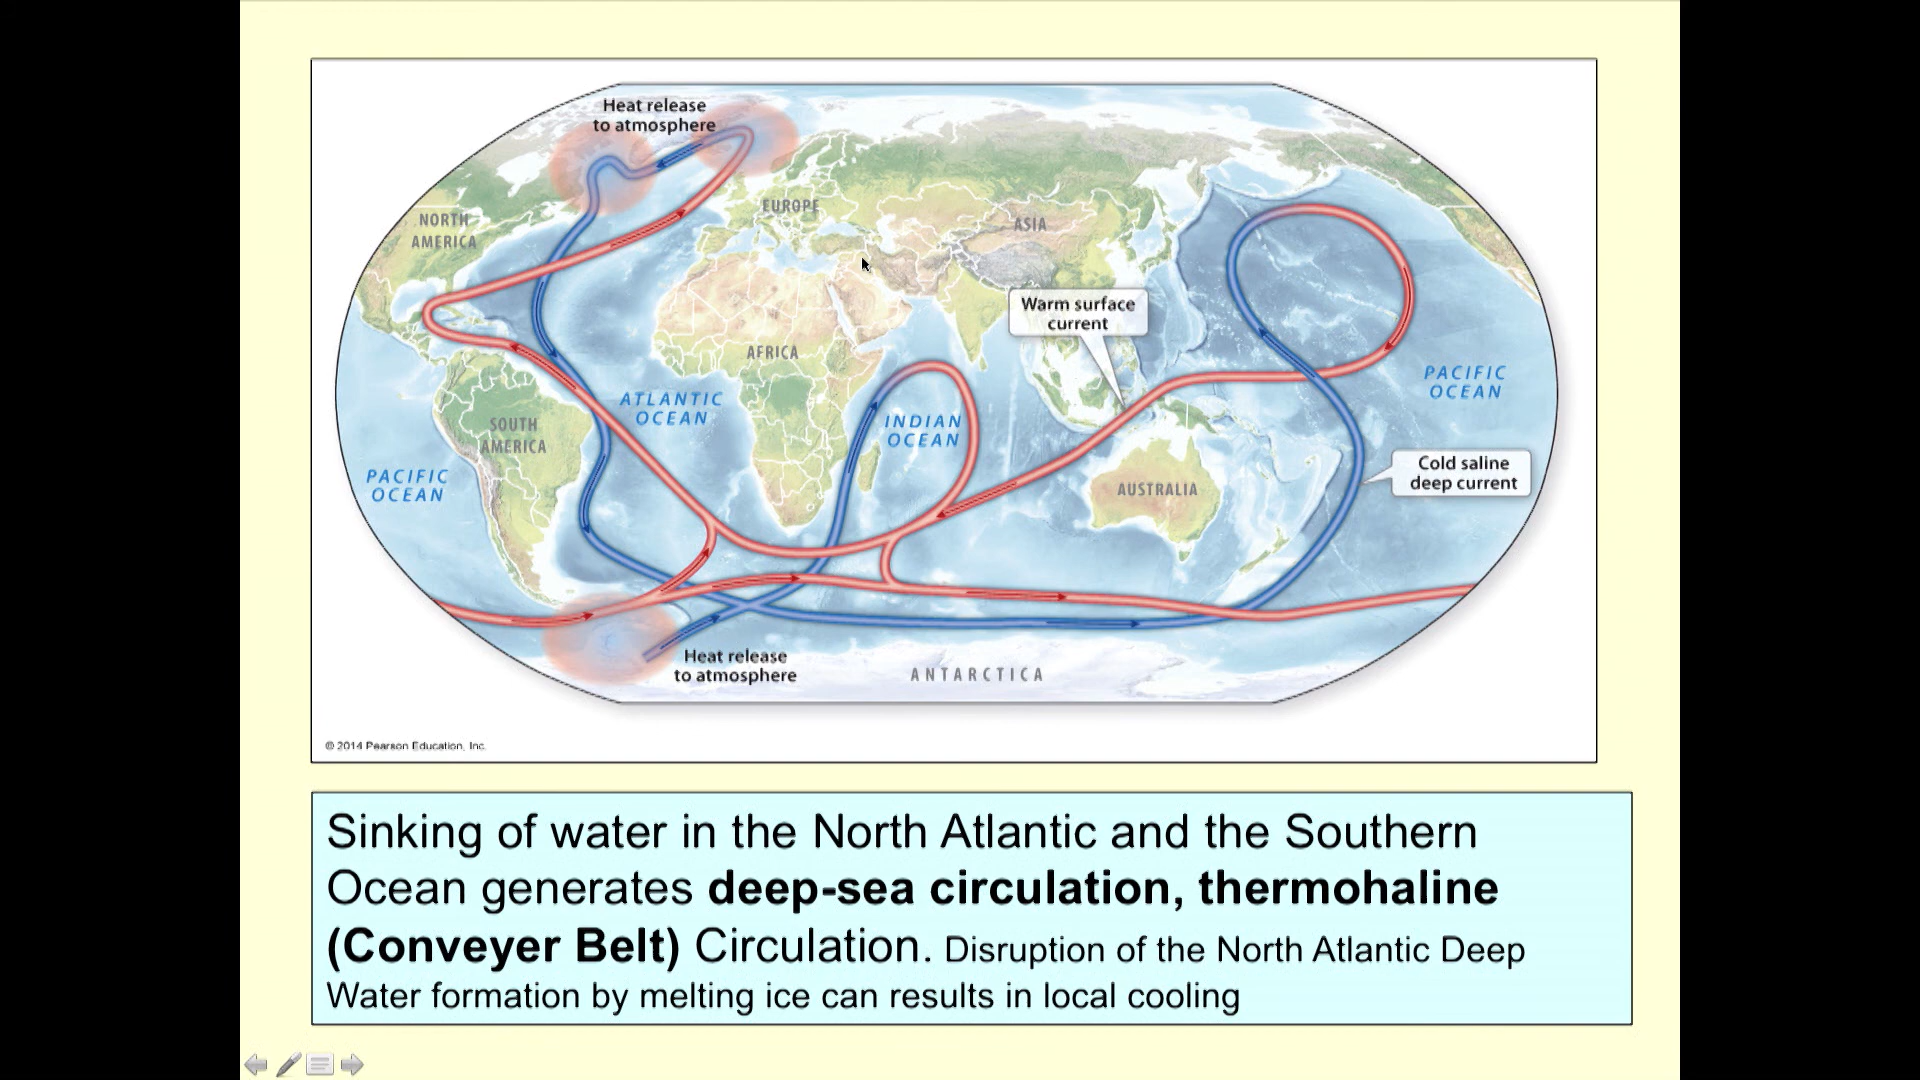 Heat release
to atmosphere
NORTH
AMERICA
EUROPE
ASIA
Warm surface
current
AFRICA
ATLANTIC
OCEAN
INDIAN
OCEAN
PACIFIC
OCEAN
SOUTH
AMERICA
PACIFIC
OCEAN
AUSTRALIA
Cold saline
deep current
Heat release
to atmosphere
ANTARCTICA
© 2014 Pearson Education, Inc.
Sinking of water in the North Atlantic and the Southern
Ocean generates deep-sea circulation, thermohaline
(Conveyer Belt) Circulation. Disruption of the North Atlantic Deep
Water formation by melting ice can results in local cooling